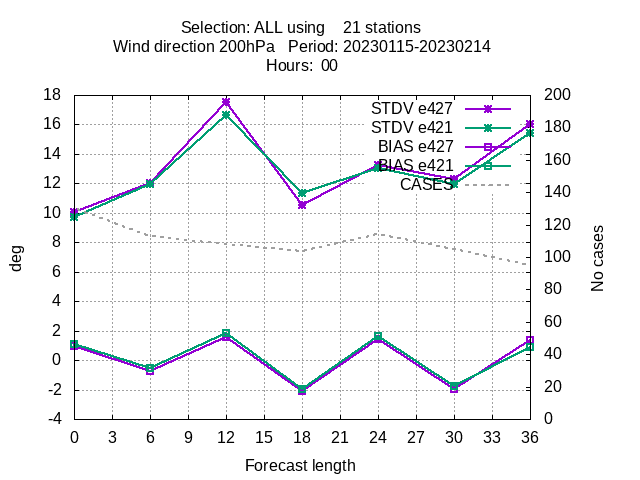 Selection: ALL using    21 stations
Wind direction 200hPa   Period: 20230115-20230214
Hours:  00
STDV e427
STDV e421
BIAS e427
BIAS e421
CASES
18
16
14
12
10
8
6
4
2
0
-2
-4
deg
200
180
160
140
120
100
80
60
40
20
0
No cases
0 3 6 9 12 15 18 21 24 27 30 33 36
Forecast length